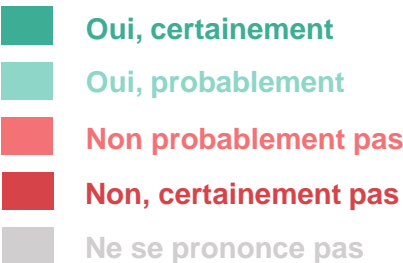 Oui, certainement
Oui, probablement
Non probablement pas
Non, certainement pas
Ne se prononce pas